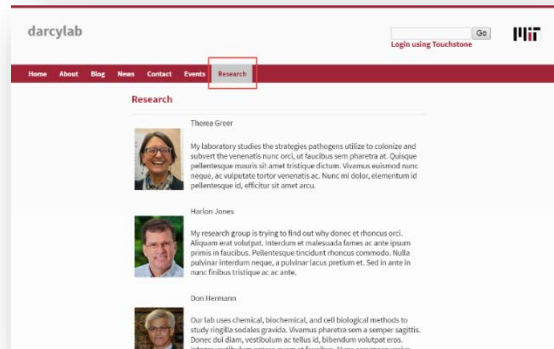 darcylab
Go
Login using Touchstone
MIT
Home About Blog News Contact Events Research
Research
Therea Greer
My laboratory studies the strategies pathogens utilize to colonize and
subvert the venenatis nunc orci, ut faucibus sem pharetra at. Quisque
pellentesque mauris sit amet tristique dictum. Vivamus euismod nunc
neque, ac vulputate tortor venenatis ac. Nunc mi dolor, elementum id
pellentesque id, efficitur sit amet arcu.
Harlon Jones
My research group is trying to find out why donec et rhoncus orci.
Aliquam erat volutpat. Interdum et malesuada fames ac ante ipsum
primis in faucibus. Pellentesque tincidunt rhoncus commodo. Nulla
pulvinar interdum neque, a pulvinar lacus pretium et. Sed in ante in
nunc finibus tristique ac ac ante.
Don Hermann
Our lab uses chemical, biochemical, and cell biological methods to
study ringilla sodales gravida. Vivamus pharetra sem a semper sagittis.
Donec dui diam, vestibulum ac tellus id, bibendum volutpat eros.